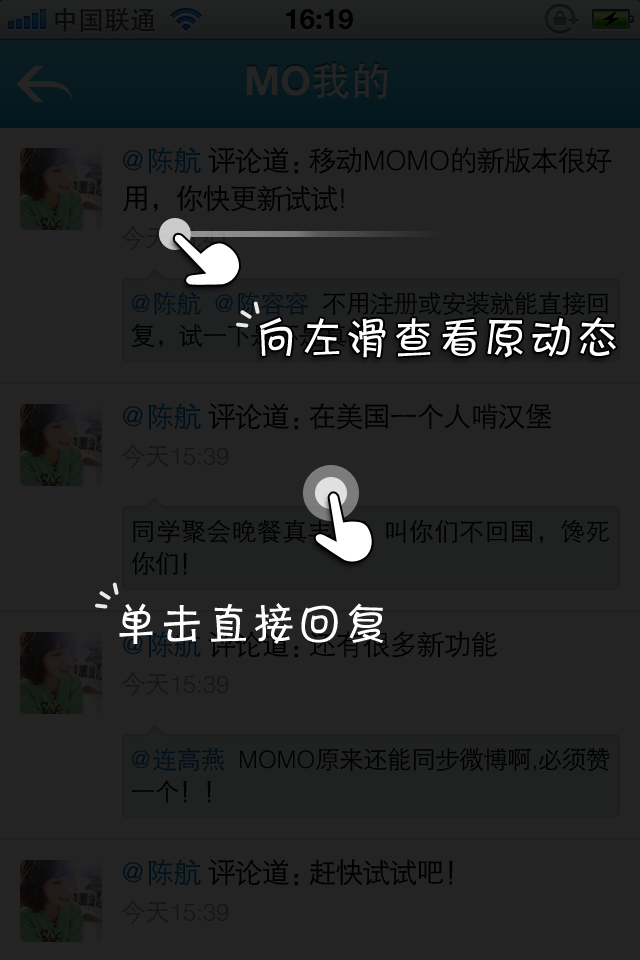 中国联通
16:19
MO我的
@陈航 评论道：移动MOMO的新版本很好
用，你快更新试试!
今天
@陈航 @陈容容 不用注册或安装就能直接回
复，试一下
向左滑查看原动态
@陈航 评论道：在美国一个人啃汉堡
今天15:39
同学聚会晚餐真丰 叫你们不回国，馋死
你们!
单击直接回复
@陈航 评论道：还有很多新功能
今天15:39
@连高燕 MOMO原来还能同步微博啊,必须赞
一个！！
@陈航 评论道：赶快试试吧!
今天15:39